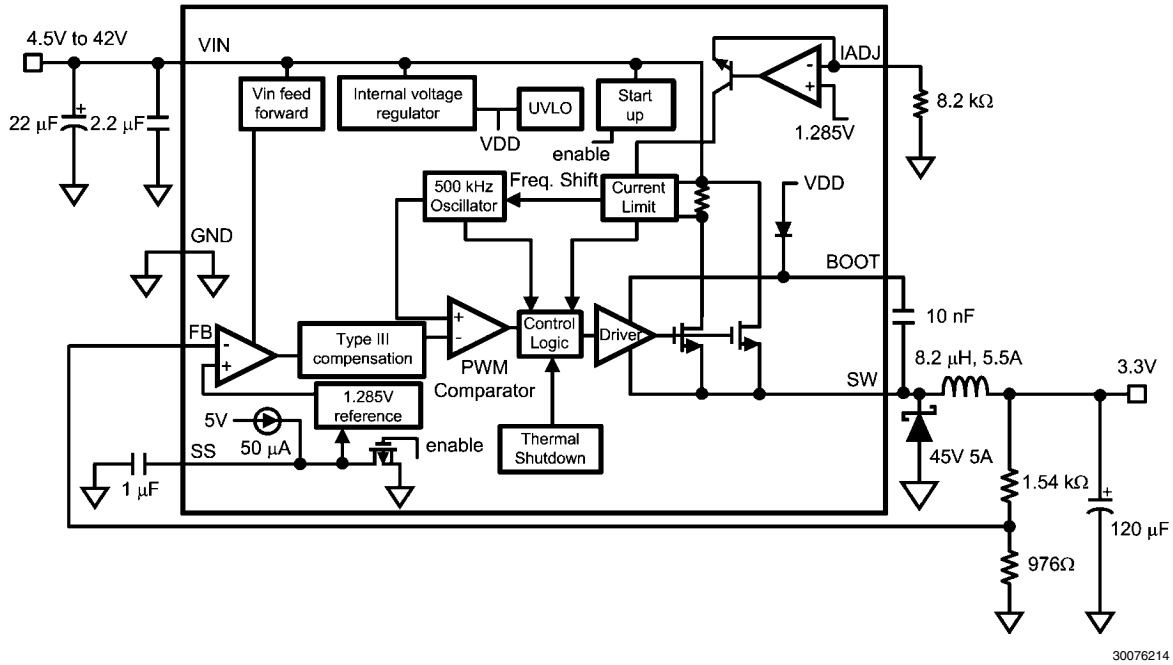 4.5V to 42V
VIN
IADJ
Vin feed
forward
Internal voltage
regulator
UVLO
Start
up
-
+
8.2 kΩ
22 µF
+
2.2 µF
VDD
enable
1.285V
500 kHz
Oscillator
Freq. Shift
Current
Limit
VDD
GND
BOOT
FB
-
+
Type III
compensation
+
-
PWM
Comparator
Control
Logic
Driver
10 nF
8.2 µH, 5.5A
3.3V
SW
1.285V
reference
5V
50 µA
SS
enable
Thermal
Shutdown
45V 5A
1 µF
1.54 kΩ
+
120 µF
976Ω
30076214